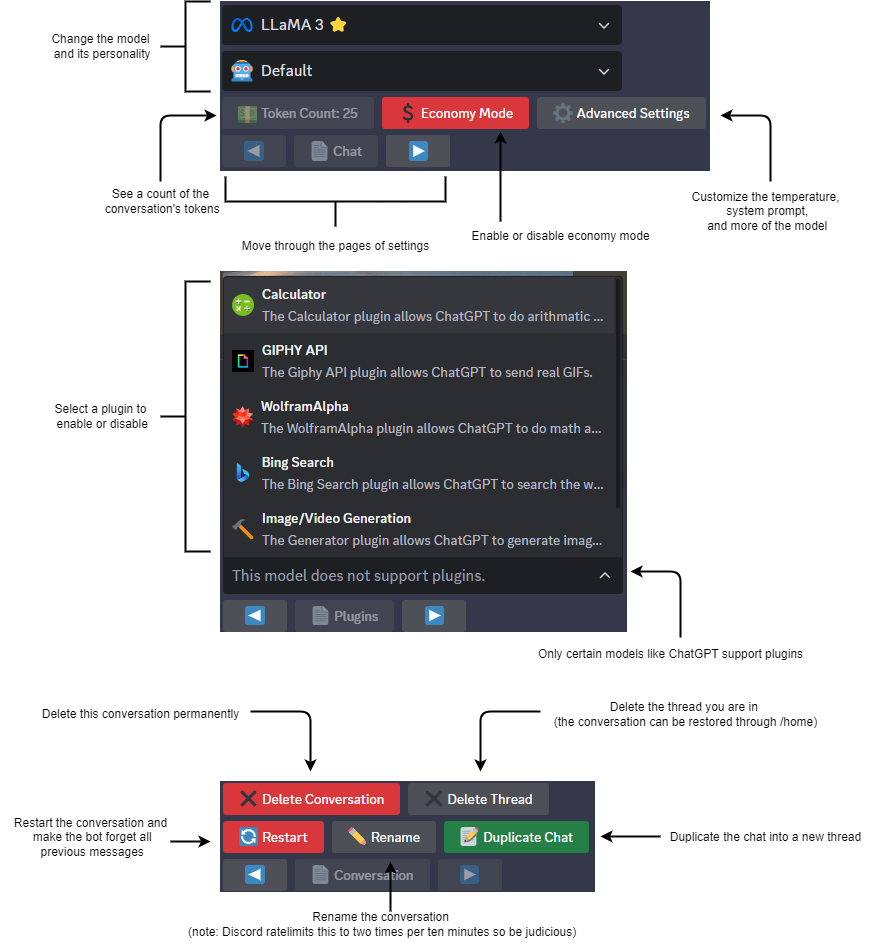 Change the model
and its personality
LLaMA 3
Default
Token Count: 25
Economy Mode
Advanced Settings
Chat
See a count of the
conversation's tokens
Move through the pages of settings
Enable or disable economy mode
Customize the temperature,
system prompt,
and more of the model
Select a plugin to
enable or disable
Calculator
The Calculator plugin allows ChatGPT to do arithmatic ...
GIPHY API
The Giphy API plugin allows ChatGPT to send real GIFs.
WolframAlpha
The WolframAlpha plugin allows ChatGPT to do math a...
Bing Search
The Bing Search plugin allows ChatGPT to search the w...
Image/Video Generation
The Generator plugin allows ChatGPT to generate imag...
This model does not support plugins.
Plugins
Only certain models like ChatGPT support plugins
Delete this conversation permanently
Delete the thread you are in
(the conversation can be restored through /home)
Delete Conversation
Delete Thread
Restart the conversation and
make the bot forget all
previous messages
Restart
Rename
Duplicate Chat
Duplicate the chat into a new thread
Conversation
Rename the conversation
(note: Discord ratelimits this to two times per ten minutes so be judicious)